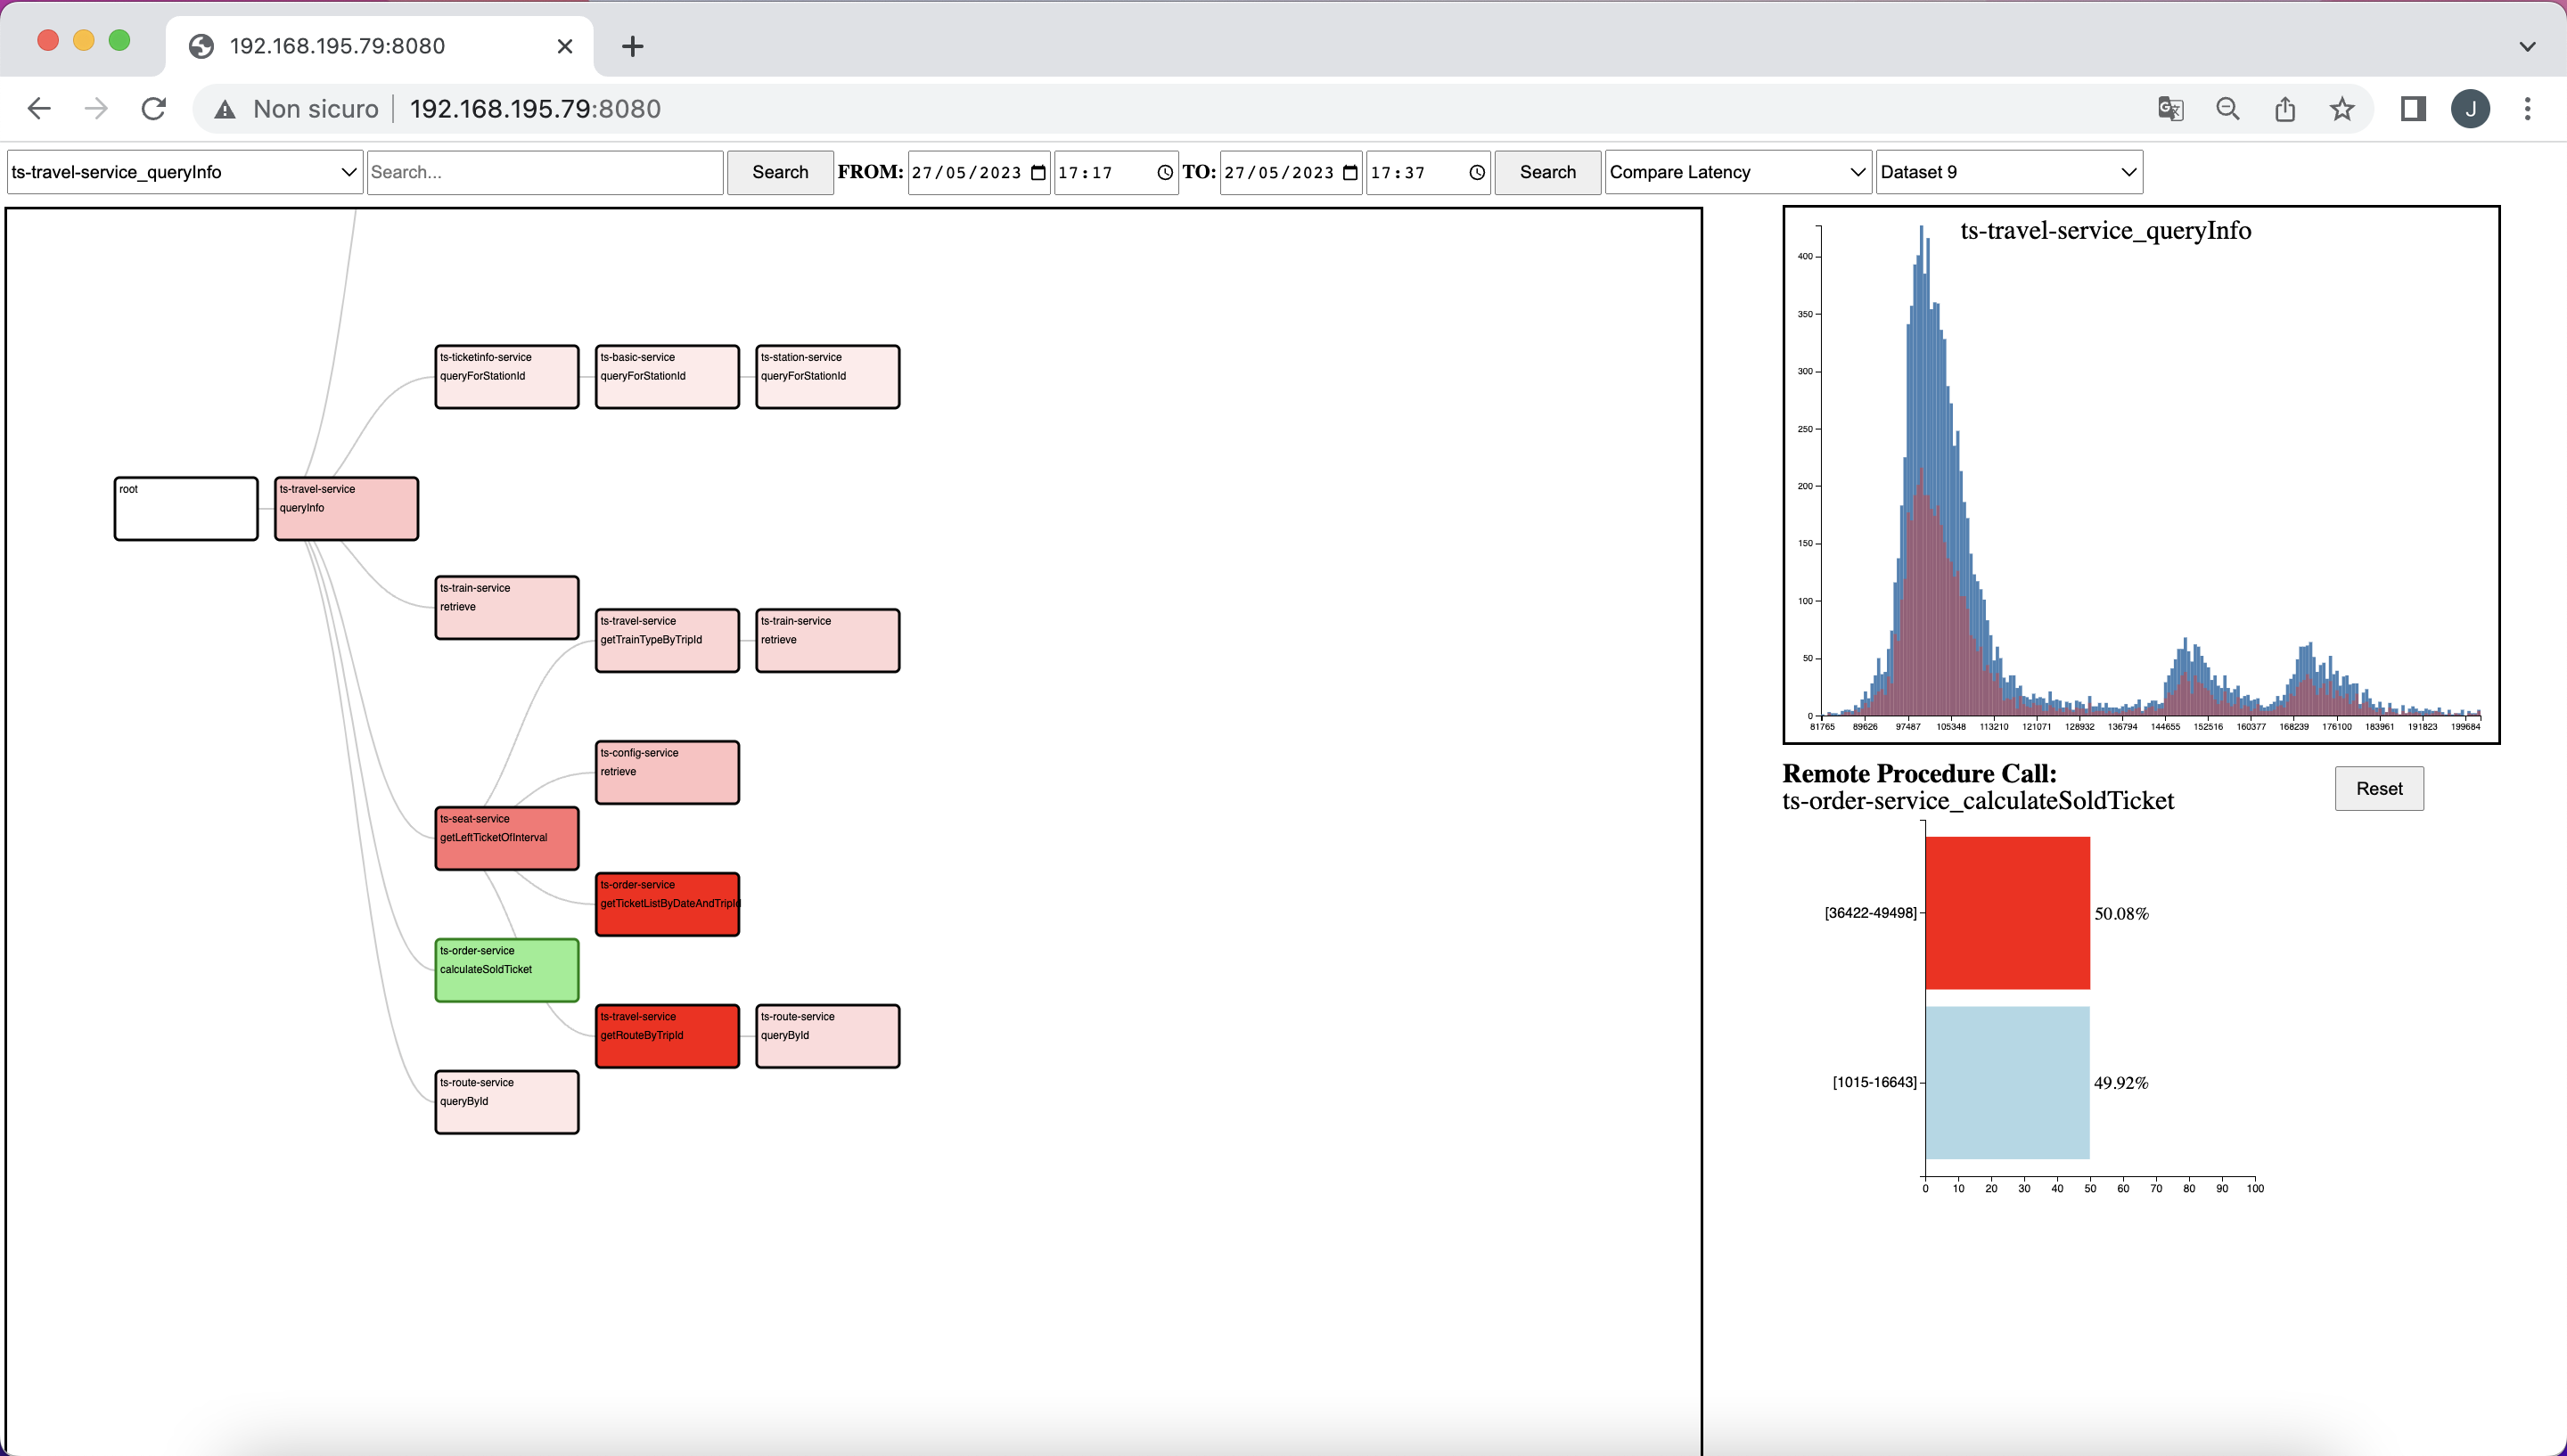 192.168.195.79:8080
Non sicuro 192.168.195.79:8080
J
ts-travel-service_queryInfo Search... Search FROM: 27/05/2023 17:17 TO: 27/05/2023 17:37 Search Compare Latency Dataset 9
root
ts-travel-service
queryInfo
ts-ticketinfo-service
queryForStationId
ts-basic-service
queryForStationId
ts-station-service
queryForStationId
ts-train-service
retrieve
ts-travel-service
getTrainTypeByTripId
ts-train-service
retrieve
ts-config-service
retrieve
ts-seat-service
getLeftTicketOfInterval
ts-order-service
getTicketListByDateAndTripId
ts-order-service
calculateSoldTicket
ts-travel-service
getRouteByTripId
ts-route-service
queryById
ts-route-service
queryById
ts-travel-service_queryInfo
400
350
300
250
200
150
100
50
0
81765 89626 97487 105348 113210 121071 128932 136794 144655 152516 160377 168239 176100 183961 191823 199684
Remote Procedure Call:
ts-order-service_calculateSoldTicket
Reset
[36422-49498] 50.08%
[1015-16643] 49.92%
0 10 20 30 40 50 60 70 80 90 100